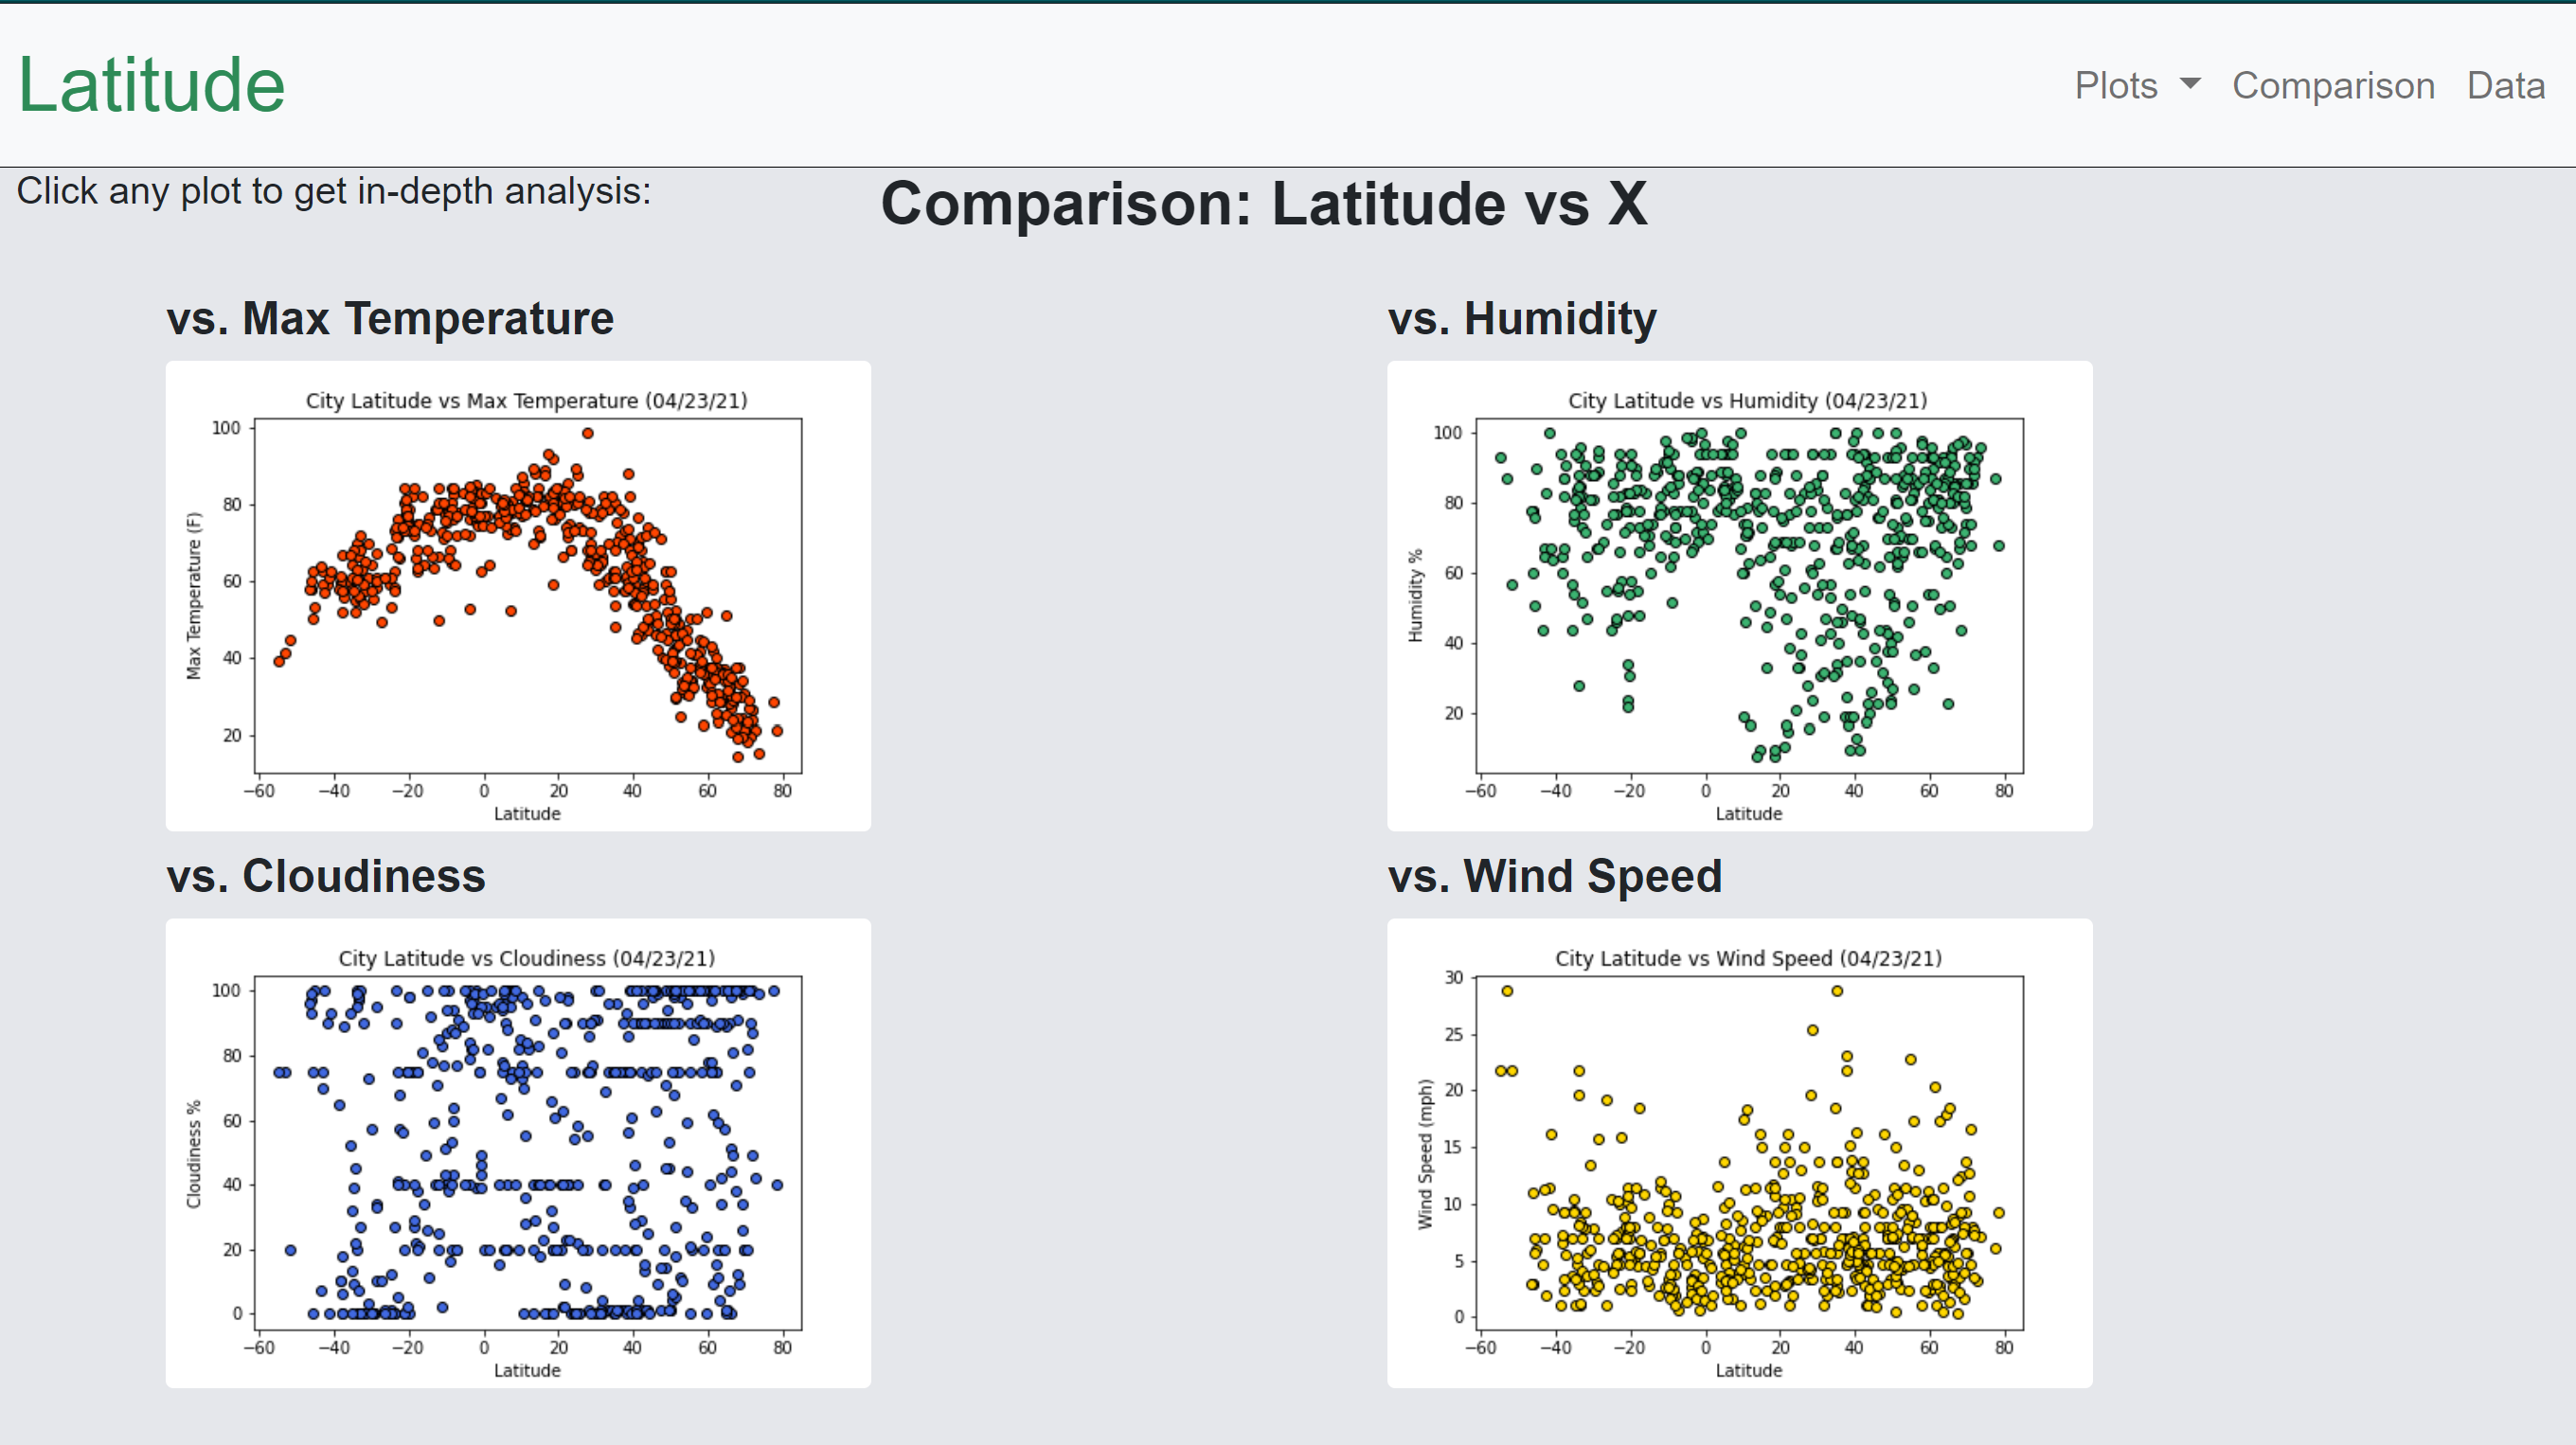 Latitude
Plots Comparison Data
Click any plot to get in-depth analysis:
Comparison: Latitude vs X
vs. Max Temperature
City Latitude vs Max Temperature (04/23/21)
Max Temperature (F)
100
80
60
40
20
−60 −40 −20 0 20 40 60 80
Latitude
vs. Humidity
City Latitude vs Humidity (04/23/21)
Humidity %
100
80
60
40
20
−60 −40 −20 0 20 40 60 80
Latitude
vs. Cloudiness
City Latitude vs Cloudiness (04/23/21)
Cloudiness %
100
80
60
40
20
0
−60 −40 −20 0 20 40 60 80
Latitude
vs. Wind Speed
City Latitude vs Wind Speed (04/23/21)
Wind Speed (mph)
30
25
20
15
10
5
0
−60 −40 −20 0 20 40 60 80
Latitude